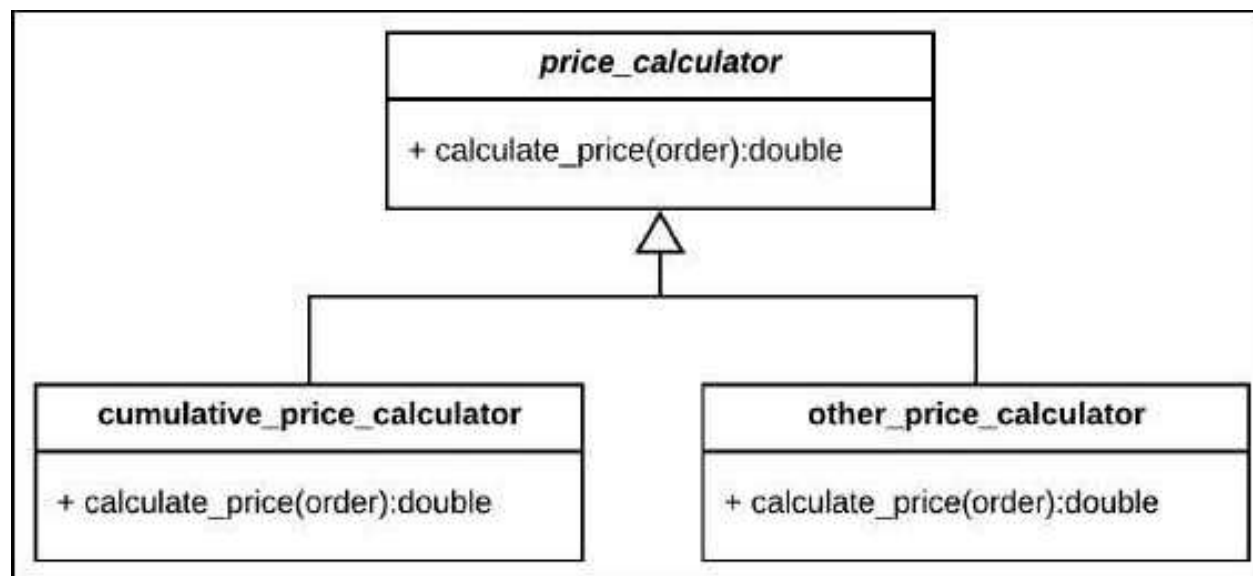 price_calculator
+ calculate_price(order):double
cumulative_price_calculator
+ calculate_price(order):double
other_price_calculator
+ calculate_price(order):double